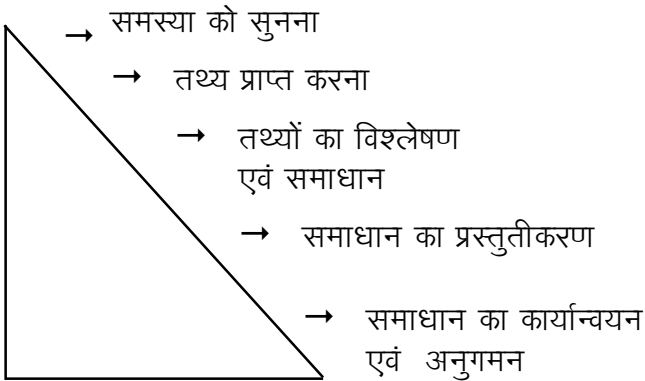 समस्या को सुनना
तथ्य प्राप्त करना
तथ्यों का विश्लेषण
एवं समाधान
समाधान का प्रस्तुतीकरण
समाधान का कार्यान्वयन
एवं अनुगमन